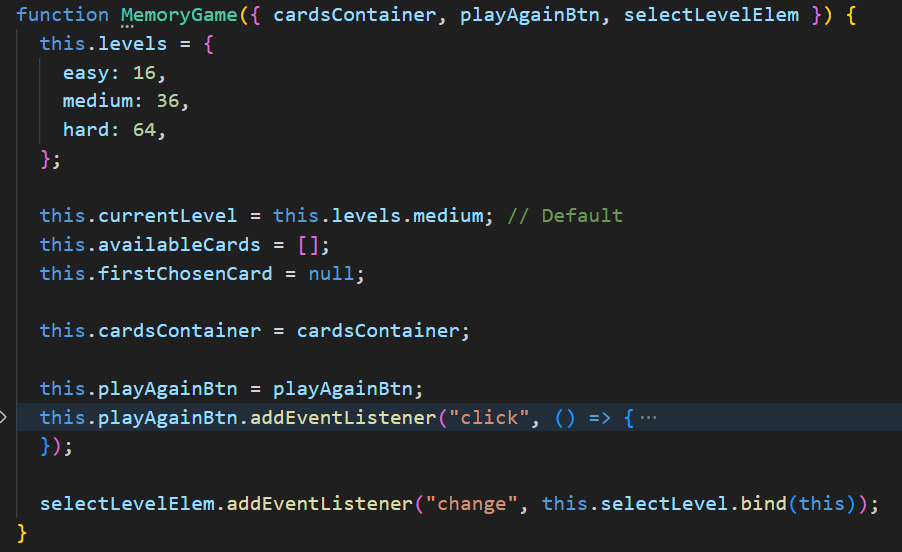 function MemoryGame({ cardsContainer, playAgainBtn, selectLevelElem }) {
  this.levels = {
    easy: 16,
    medium: 36,
    hard: 64,
  };

  this.currentLevel = this.levels.medium; // Default
  this.availableCards = [];
  this.firstChosenCard = null;

  this.cardsContainer = cardsContainer;

  this.playAgainBtn = playAgainBtn;
  this.playAgainBtn.addEventListener("click", () => {···
  });

  selectLevelElem.addEventListener("change", this.selectLevel.bind(this));
}